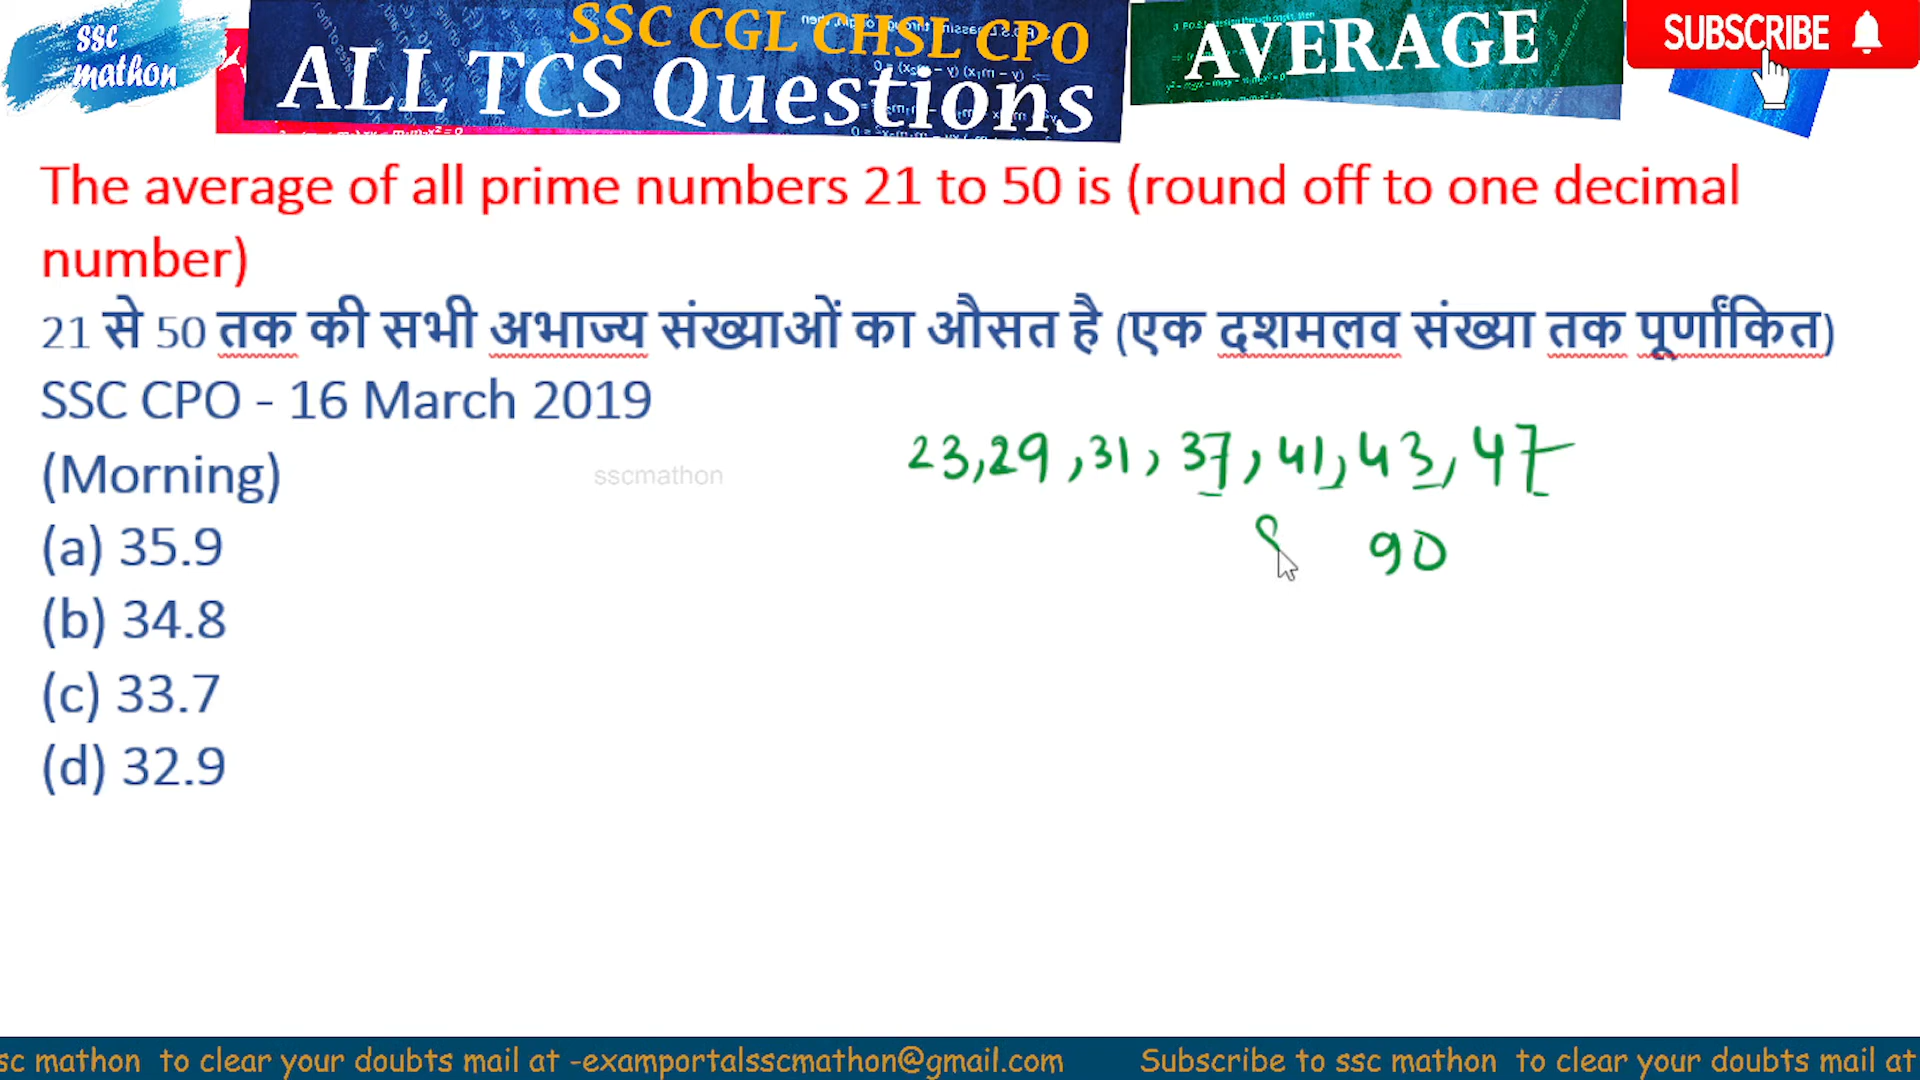 ssc
mathon
SSC CGL CHSL CPO
ALL TCS Questions
AVERAGE
SUBSCRIBE
The average of all prime numbers 21 to 50 is (round off to one decimal
number)
21 से 50 तक की सभी अभाज्य संख्याओं का औसत है (एक दशमलव संख्या तक पूर्णांकित)
SSC CPO - 16 March 2019
(Morning)
sscmathon
23, 29, 31, 37, 41, 43, 47
90
(a) 35.9
(b) 34.8
(c) 33.7
(d) 32.9
sc mathon to clear your doubts mail at -examportalsscmathon@gmail.com Subscribe to ssc mathon to clear your doubts mail at